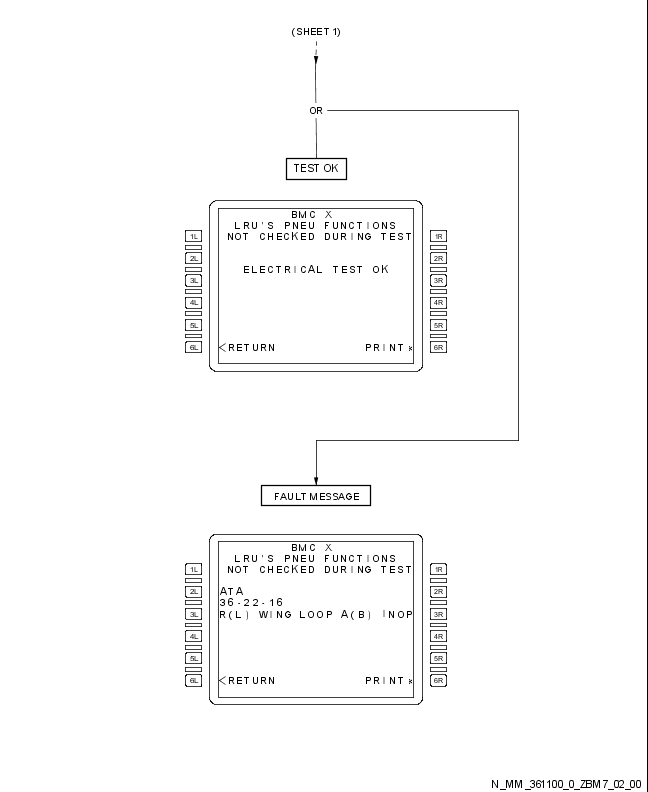 (SHEET 1)
OR
TEST OK
BMC X
LRU'S PNEU FUNCTIONS
NOT CHECKED DURING TEST
1L 1R
2L 2R
ELECTRICAL TEST OK
3L 3R
4L 4R
5L 5R
6L <RETURN PRINT* 6R
FAULT MESSAGE
BMC X
LRU'S PNEU FUNCTIONS
1L NOT CHECKED DURING TEST 1R
2L ATA 2R
36-22-16
3L R(L) WING LOOP A(B) INOP 3R
4L 4R
5L 5R
6L <RETURN PRINT* 6R
N_MM_361100_0_ZBM7_02_00